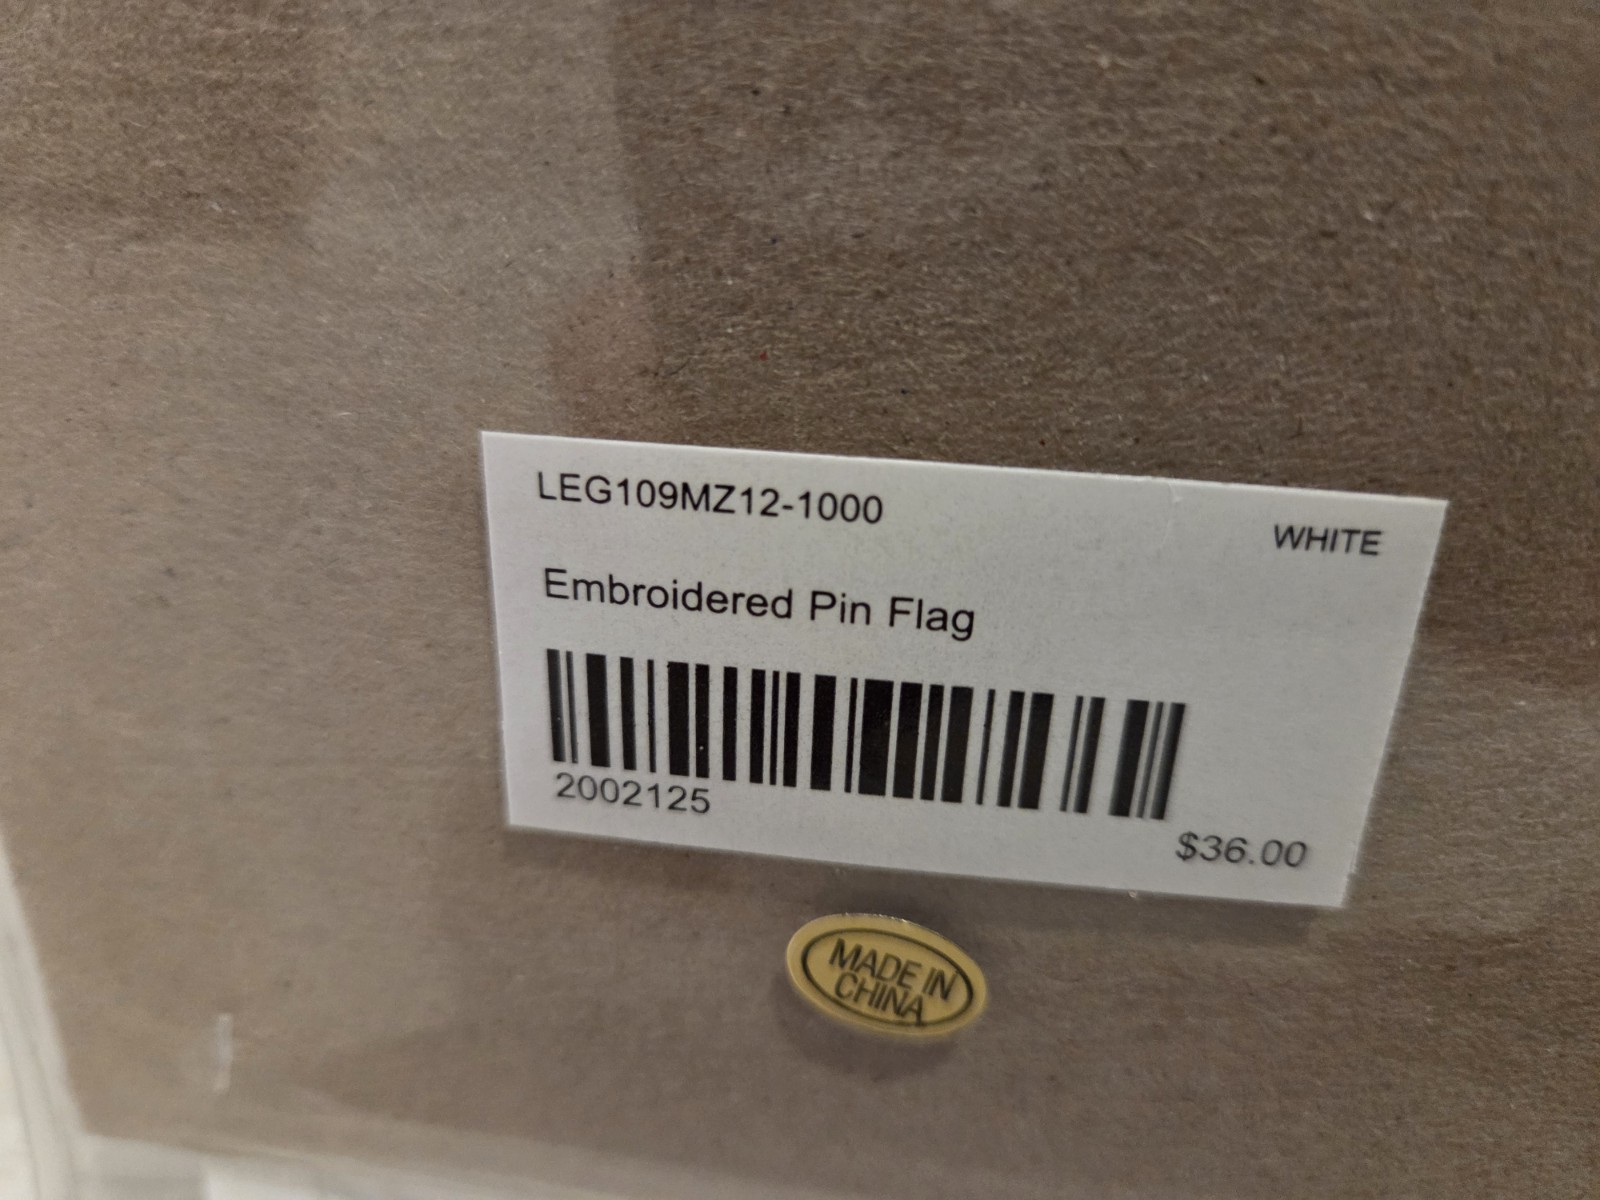 LEG109MZ12-1000
WHITE
Embroidered Pin Flag
2002125
$36.00
MADE IN
CHINA